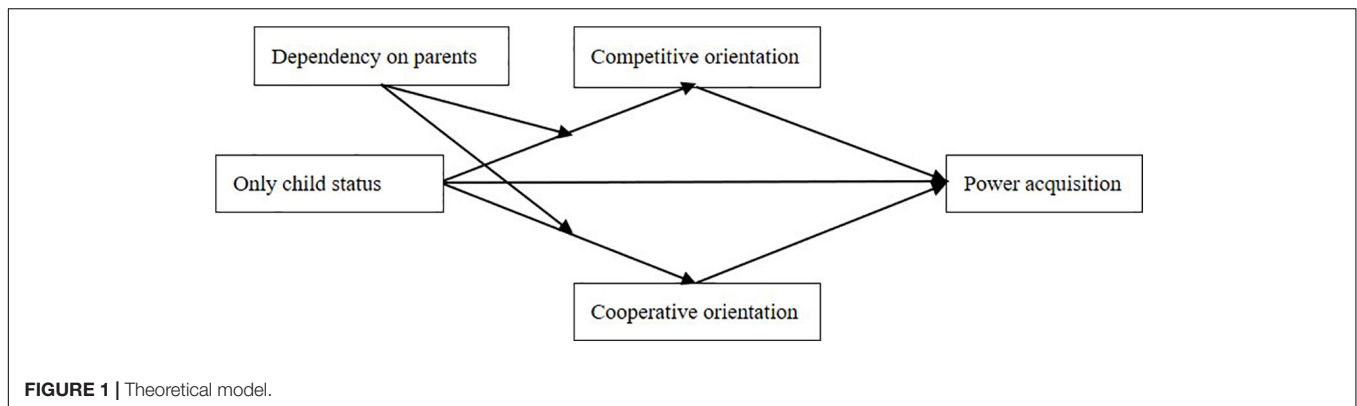 Dependency on parents
Competitive orientation
Only child status
Power acquisition
Cooperative orientation
FIGURE 1 | Theoretical model.